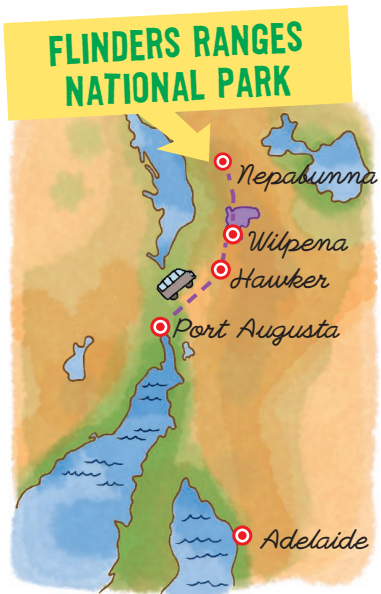 FLINDERS RANGES
NATIONAL PARK
Nepabunna
Wilpena
Hawker
Port Augusta
Adelaide